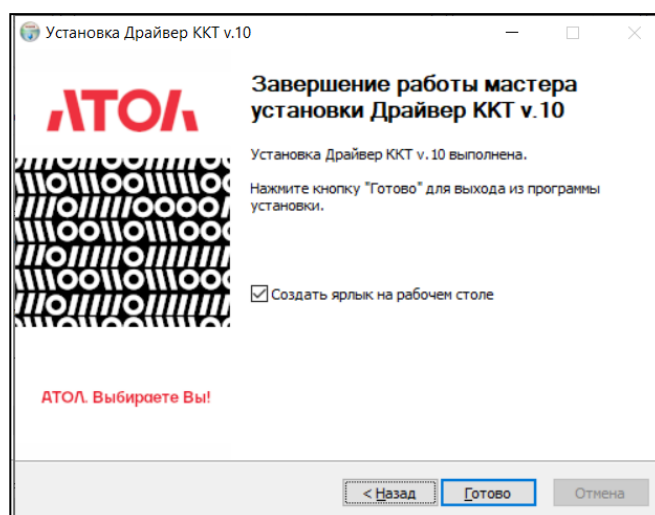 Установка Драйвер ККТ v.10
АТОЛ
Завершение работы мастера
установки Драйвер ККТ v.10
Установка Драйвер ККТ v.10 выполнена.
Нажмите кнопку "Готово" для выхода из программы
установки.
Создать ярлык на рабочем столе
АТОЛ. Выбираете Вы!
< Назад
Готово
Отмена